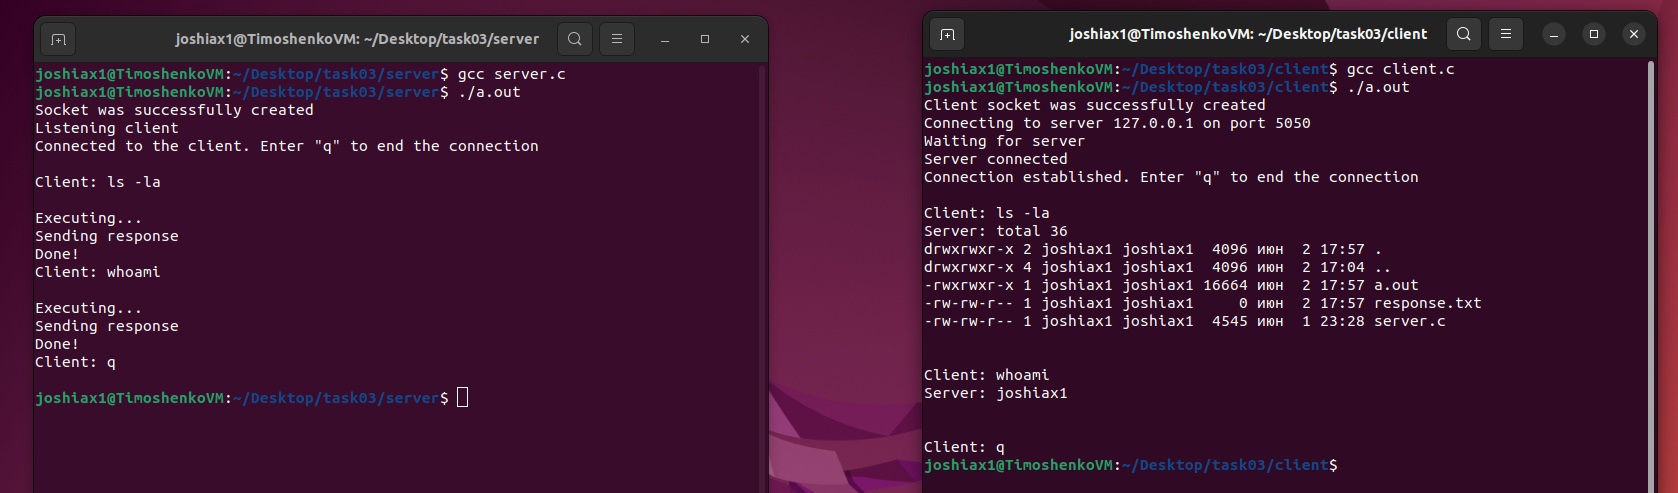 joshiax1@TimoshenkoVM: ~/Desktop/task03/server
joshiax1@TimoshenkoVM:~/Desktop/task03/server$ gcc server.c
joshiax1@TimoshenkoVM:~/Desktop/task03/server$ ./a.out
Socket was successfully created
Listening client
Connected to the client. Enter "q" to end the connection
Client: ls -la
Executing...
Sending response
Done!
Client: whoami
Executing...
Sending response
Done!
Client: q
joshiax1@TimoshenkoVM:~/Desktop/task03/server$
joshiax1@TimoshenkoVM: ~/Desktop/task03/client
joshiax1@TimoshenkoVM:~/Desktop/task03/client$ gcc client.c
joshiax1@TimoshenkoVM:~/Desktop/task03/client$ ./a.out
Client socket was successfully created
Connecting to server 127.0.0.1 on port 5050
Waiting for server
Server connected
Connection established. Enter "q" to end the connection
Client: ls -la
Server: total 36
drwxrwxr-x 2 joshiax1 joshiax1  4096 июн  2 17:57 .
drwxrwxr-x 4 joshiax1 joshiax1  4096 июн  2 17:04 ..
-rwxrwxr-x 1 joshiax1 joshiax1 16664 июн  2 17:57 a.out
-rw-rw-r-- 1 joshiax1 joshiax1     0 июн  2 17:57 response.txt
-rw-rw-r-- 1 joshiax1 joshiax1  4545 июн  1 23:28 server.c
Client: whoami
Server: joshiax1
Client: q
joshiax1@TimoshenkoVM:~/Desktop/task03/client$